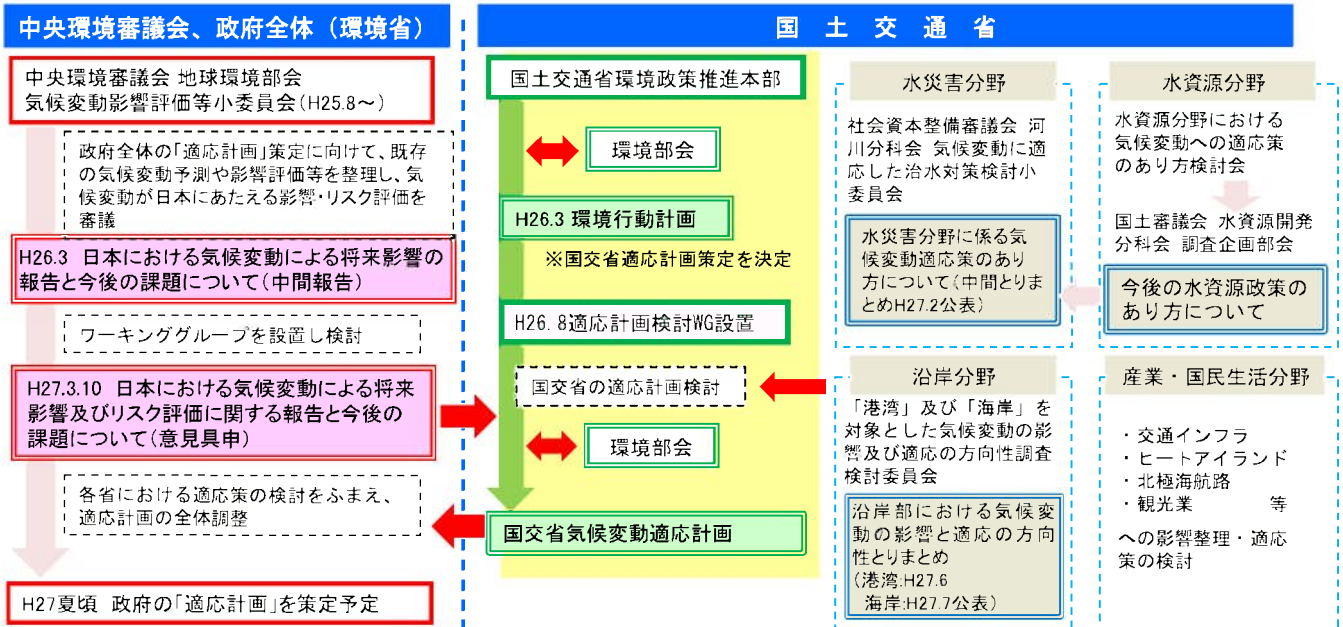 中央環境審議会、政府全体（環境省）
中央環境審議会 地球環境部会
気候変動影響評価等小委員会(H25.8～)
政府全体の「適応計画」策定に向けて、既存
の気候変動予測や影響評価等を整理し、気
候変動が日本にあたえる影響・リスク評価を
審議
H26.3 日本における気候変動による将来影響の
報告と今後の課題について(中間報告)
ワーキンググループを設置し検討
H27.3.10 日本における気候変動による将来
影響及びリスク評価に関する報告と今後の
課題について(意見具申)
各省における適応策の検討をふまえ、
適応計画の全体調整
H27夏頃 政府の「適応計画」を策定予定
国土交通省
国土交通省環境政策推進本部
環境部会
H26.3 環境行動計画
※国交省適応計画策定を決定
H26.8適応計画検討WG設置
国交省の適応計画検討
環境部会
国交省気候変動適応計画
水災害分野
社会資本整備審議会 河
川分科会 気候変動に適
応した治水対策検討小
委員会
水災害分野に係る気
候変動適応策のあり
方について(中間とりま
とめH27.2公表)
水資源分野
水資源分野における
気候変動への適応策
のあり方検討会
国土審議会 水資源開発
分科会 調査企画部会
今後の水資源政策の
あり方について
沿岸分野
「港湾」及び「海岸」を
対象とした気候変動の影
響及び適応の方向性調査
検討委員会
沿岸部における気候変
動の影響と適応の方向
性とりまとめ
(港湾:H27.6
海岸:H27.7公表)
産業・国民生活分野
・交通インフラ
・ヒートアイランド
・北極海航路
・観光業 等
への影響整理・適応
策の検討